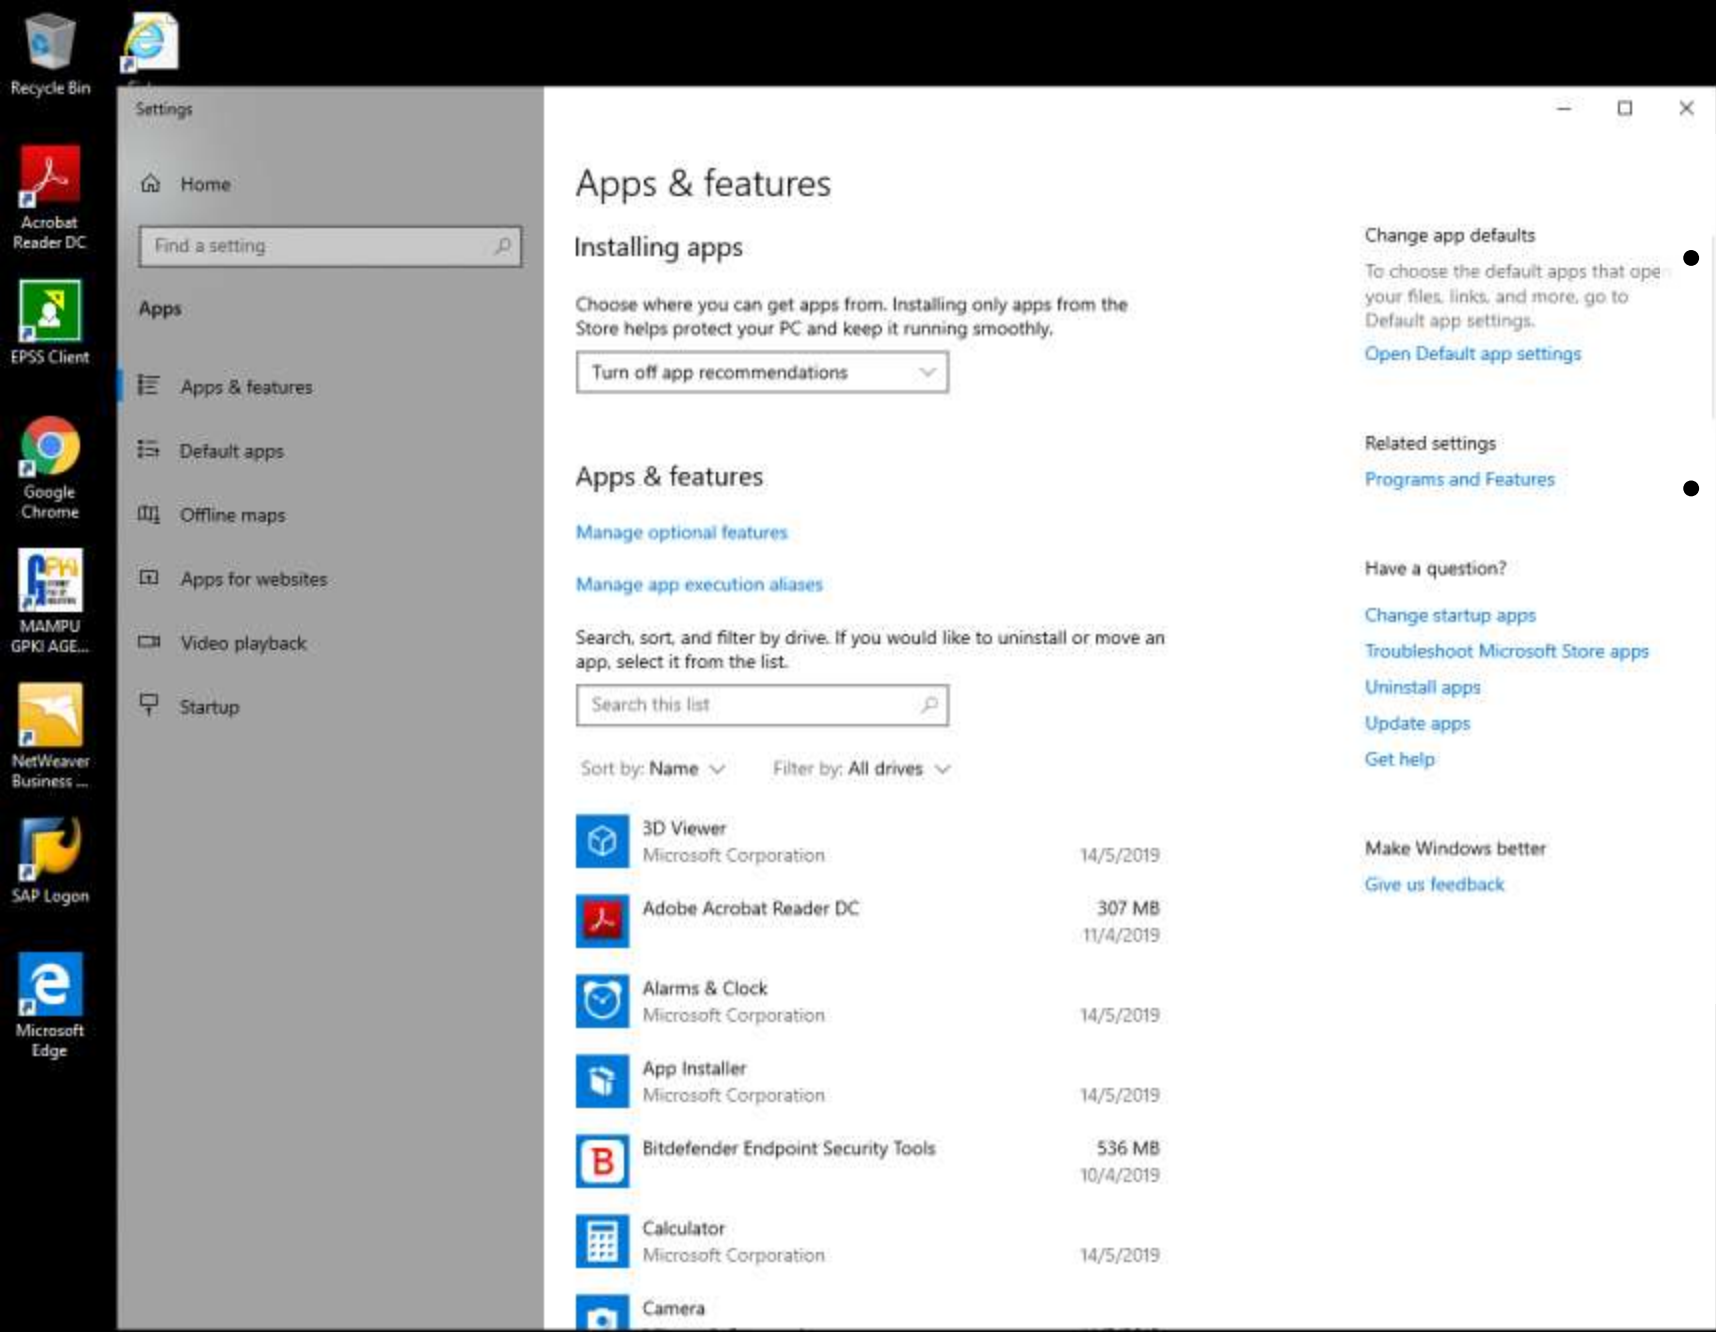 Recycle Bin
Acrobat
Reader DC
EPSS Client
Google
Chrome
MAMPU
GPKI AGE...
NetWeaver
Business ...
SAP Logon
Microsoft
Edge
Settings
Home
Find a setting
Apps
Apps & features
Default apps
Offline maps
Apps for websites
Video playback
Startup
Apps & features
Installing apps
Choose where you can get apps from. Installing only apps from the
Store helps protect your PC and keep it running smoothly.
Turn off app recommendations
Apps & features
Manage optional features
Manage app execution aliases
Search, sort, and filter by drive. If you would like to uninstall or move an
app, select it from the list.
Search this list
Sort by: Name Filter by: All drives
3D Viewer
Microsoft Corporation 14/5/2019
Adobe Acrobat Reader DC 307 MB
11/4/2019
Alarms & Clock
Microsoft Corporation 14/5/2019
App Installer
Microsoft Corporation 14/5/2019
Bitdefender Endpoint Security Tools 536 MB
10/4/2019
Calculator
Microsoft Corporation 14/5/2019
Camera
Change app defaults
To choose the default apps that open
your files, links, and more, go to
Default app settings.
Open Default app settings
Related settings
Programs and Features
Have a question?
Change startup apps
Troubleshoot Microsoft Store apps
Uninstall apps
Update apps
Get help
Make Windows better
Give us feedback